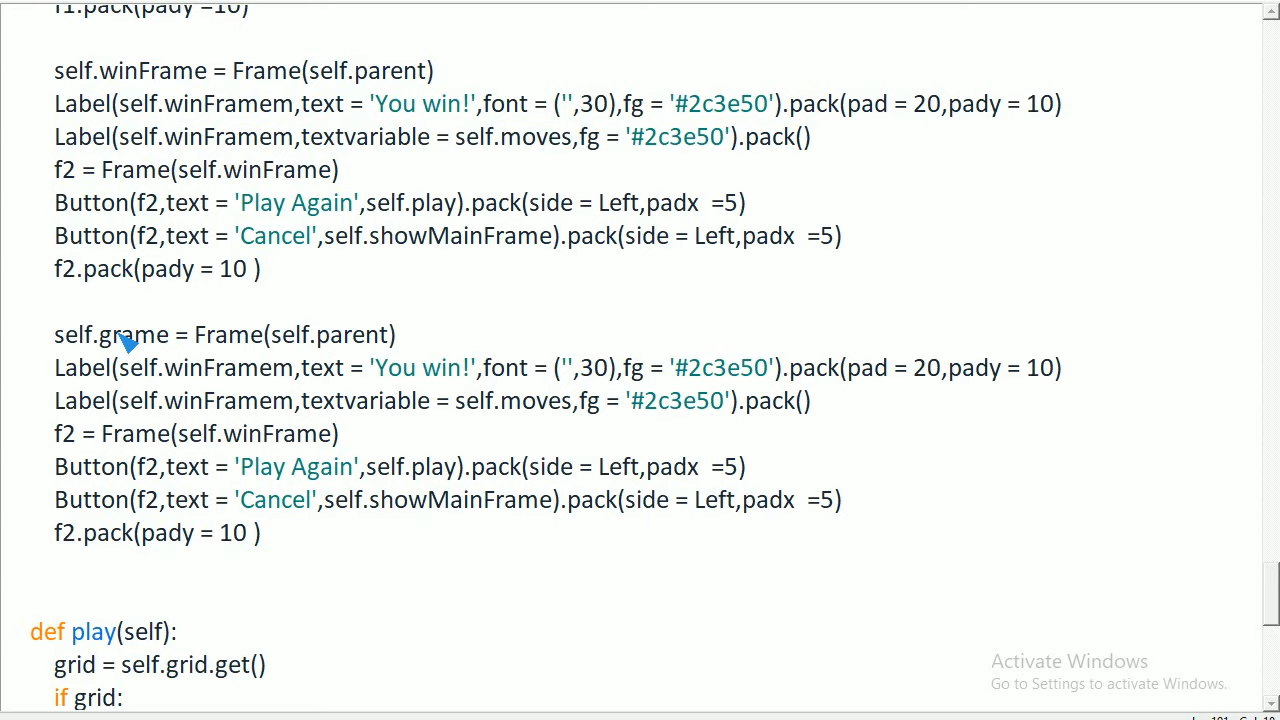 f1.pack(pady =10)
self.winFrame = Frame(self.parent)
Label(self.winFramem,text = 'You win!',font = ('',30),fg = '#2c3e50').pack(pad = 20,pady = 10)
Label(self.winFramem,textvariable = self.moves,fg = '#2c3e50').pack()
f2 = Frame(self.winFrame)
Button(f2,text = 'Play Again',self.play).pack(side = Left,padx  =5)
Button(f2,text = 'Cancel',self.showMainFrame).pack(side = Left,padx  =5)
f2.pack(pady = 10 )
self.grame = Frame(self.parent)
Label(self.winFramem,text = 'You win!',font = ('',30),fg = '#2c3e50').pack(pad = 20,pady = 10)
Label(self.winFramem,textvariable = self.moves,fg = '#2c3e50').pack()
f2 = Frame(self.winFrame)
Button(f2,text = 'Play Again',self.play).pack(side = Left,padx  =5)
Button(f2,text = 'Cancel',self.showMainFrame).pack(side = Left,padx  =5)
f2.pack(pady = 10 )
def play(self):
grid = self.grid.get()
if grid:
Activate Windows
Go to Settings to activate Windows.